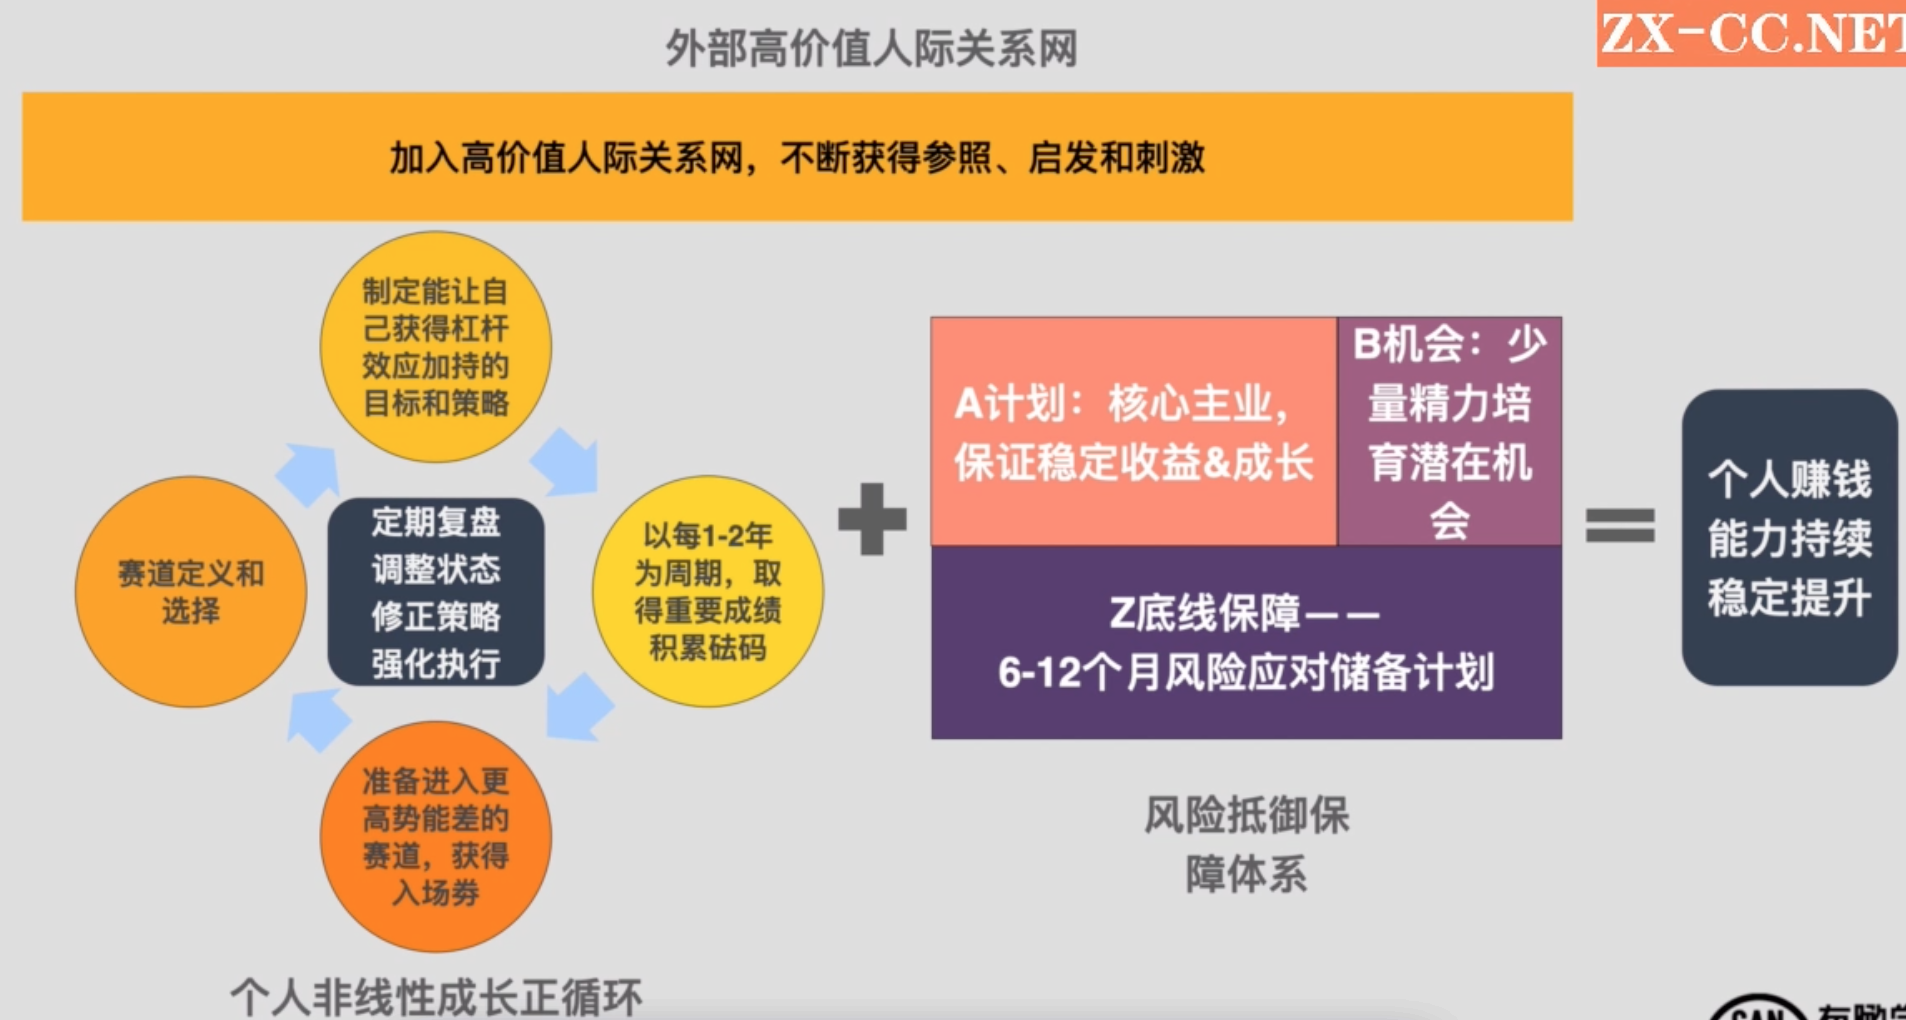 外部高价值人际关系网
ZX-CC.NET
加入高价值人际关系网，不断获得参照、启发和刺激
制定能让自
己获得杠杆
效应加持的
目标和策略
赛道定义和
选择
定期复盘
调整状态
修正策略
强化执行
以每1-2年
为周期，取
得重要成绩
积累砝码
准备进入更
高势能差的
赛道，获得
入场券
个人非线性成长正循环
A计划：核心主业，
保证稳定收益&成长
B机会：少
量精力培
育潜在机
会
Z底线保障——
6-12个月风险应对储备计划
风险抵御保
障体系
个人赚钱
能力持续
稳定提升